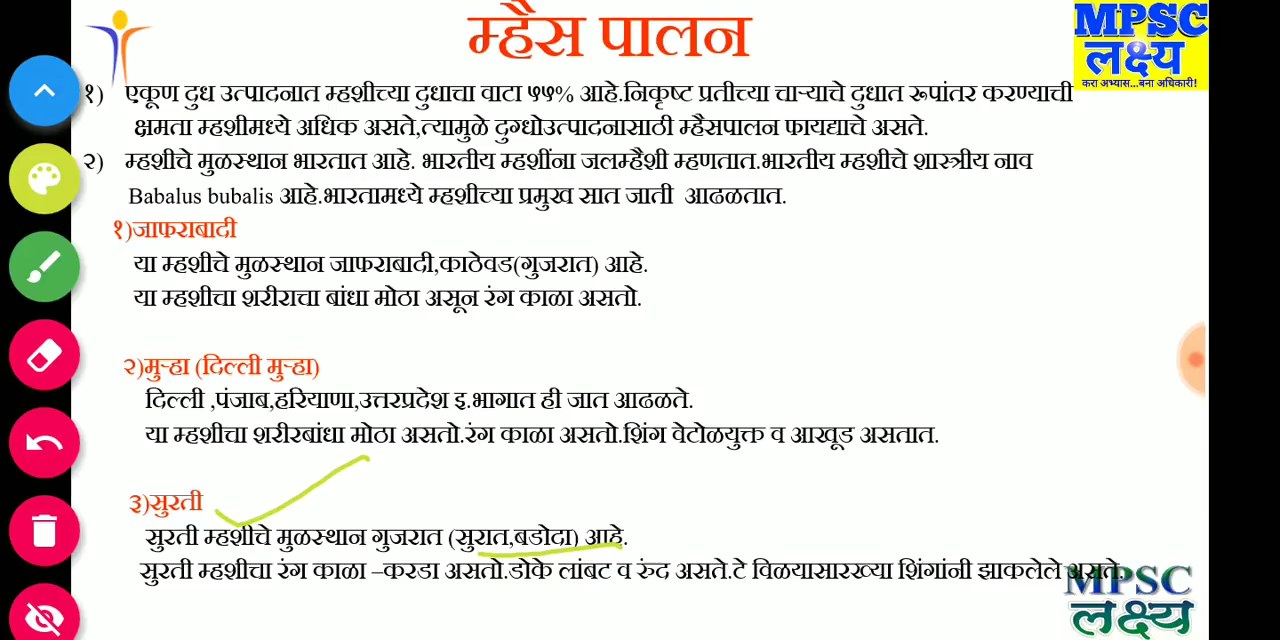 म्हैस पालन
MPSC
लक्ष्य
करा अभ्यास...बना अधिकारी!
१) एकूण दुध उत्पादनात म्हशीच्या दुधाचा वाटा ५५% आहे.निकृष्ट प्रतीच्या चाऱ्याचे दुधात रूपांतर करण्याची
क्षमता म्हशीमध्ये अधिक असते,त्यामुळे दुग्धोउत्पादनासाठी म्हैसपालन फायद्याचे असते.
२) म्हशीचे मुळस्थान भारतात आहे. भारतीय म्हशींना जलम्हैशी म्हणतात.भारतीय म्हशीचे शास्त्रीय नाव
Babalus bubalis आहे.भारतामध्ये म्हशीच्या प्रमुख सात जाती आढळतात.
१)जाफराबादी
या म्हशीचे मुळस्थान जाफराबादी,काठेवड(गुजरात) आहे.
या म्हशीचा शरीराचा बांधा मोठा असून रंग काळा असतो.
२)मुऱ्हा (दिल्ली मुऱ्हा)
दिल्ली ,पंजाब,हरियाणा,उत्तरप्रदेश इ.भागात ही जात आढळते.
या म्हशीचा शरीरबांधा मोठा असतो.रंग काळा असतो.शिंग वेटोळयुक्त व आखूड असतात.
३)सुरती
सुरती म्हशीचे मुळस्थान गुजरात (सुरात,बडोदा) आहे.
सुरती म्हशीचा रंग काळा –करडा असतो.डोके लांबट व रुंद असते.टे विळयासारख्या शिंगांनी झाकलेले असते.
MPSC
लक्ष्य